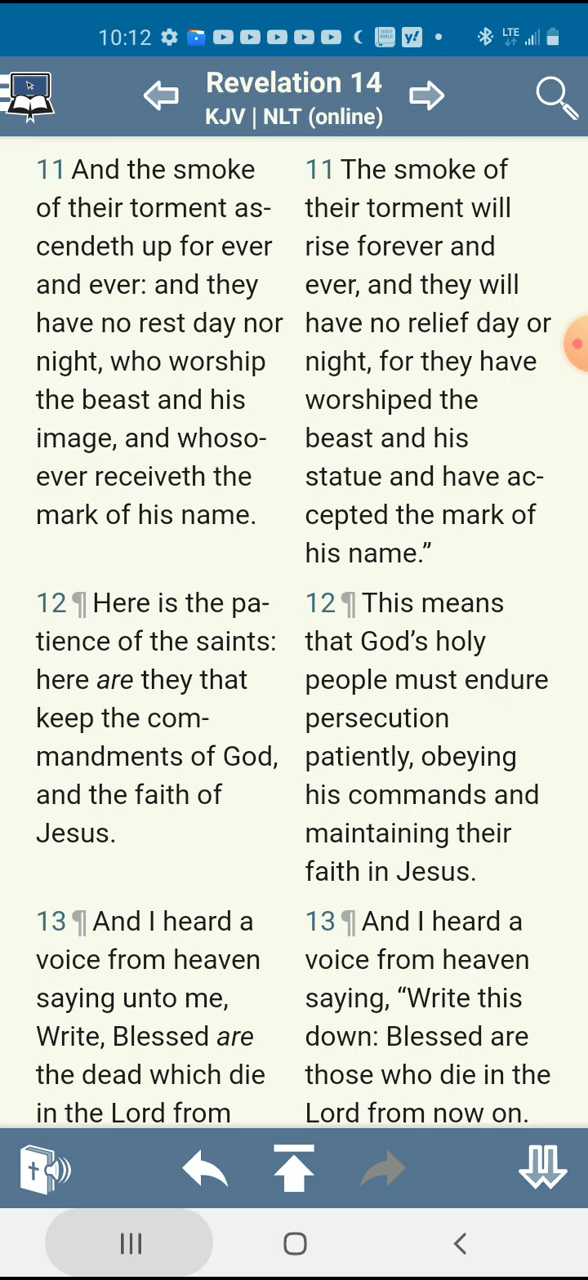 10:12
LTE
Revelation 14
KJV | NLT (online)
11 And the smoke
of their torment as-
cendeth up for ever
and ever: and they
have no rest day nor
night, who worship
the beast and his
image, and whoso-
ever receiveth the
mark of his name.
12 ¶ Here is the pa-
tience of the saints:
here are they that
keep the com-
mandments of God,
and the faith of
Jesus.
13 ¶ And I heard a
voice from heaven
saying unto me,
Write, Blessed are
the dead which die
in the Lord from
11 The smoke of
their torment will
rise forever and
ever, and they will
have no relief day or
night, for they have
worshiped the
beast and his
statue and have ac-
cepted the mark of
his name.”
12 ¶ This means
that God’s holy
people must endure
persecution
patiently, obeying
his commands and
maintaining their
faith in Jesus.
13 ¶ And I heard a
voice from heaven
saying, “Write this
down: Blessed are
those who die in the
Lord from now on.